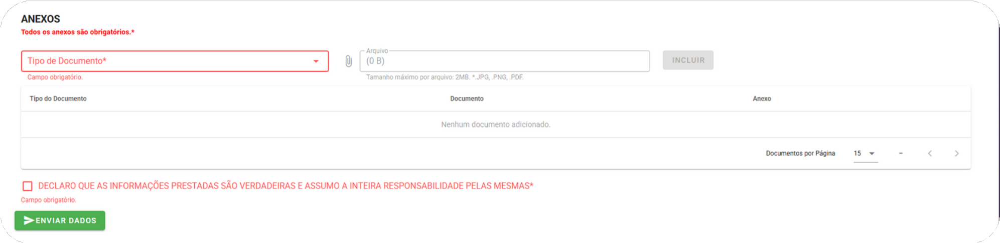 ANEXOS
Todos os anexos são obrigatórios.*
Arquivo
Tipo de Documento*
(0 B)
INCLUIR
Campo obrigatório.
Tamanho máximo por arquivo: 2MB. *.JPG, .PNG, .PDF.
Tipo do Documento Documento Anexo
Nenhum documento adicionado.
Documentos por Página 15 –
DECLARO QUE AS INFORMAÇÕES PRESTADAS SÃO VERDADEIRAS E ASSUMO A INTEIRA RESPONSABILIDADE PELAS MESMAS*
Campo obrigatório.
ENVIAR DADOS